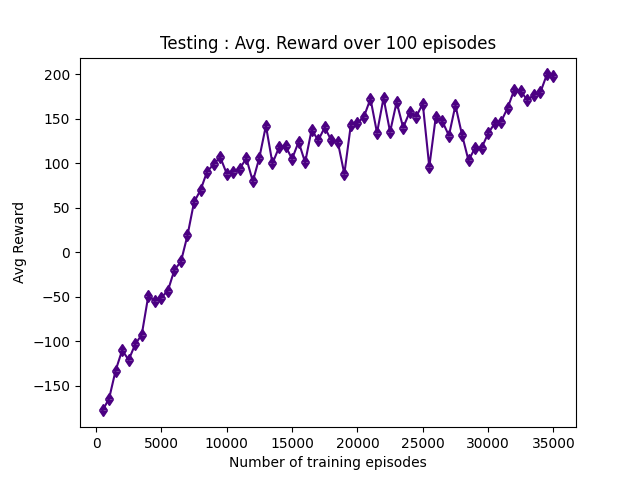 Testing : Avg. Reward over 100 episodes
200
150
100
50
0
−50
−100
−150
Avg Reward
0 5000 10000 15000 20000 25000 30000 35000
Number of training episodes